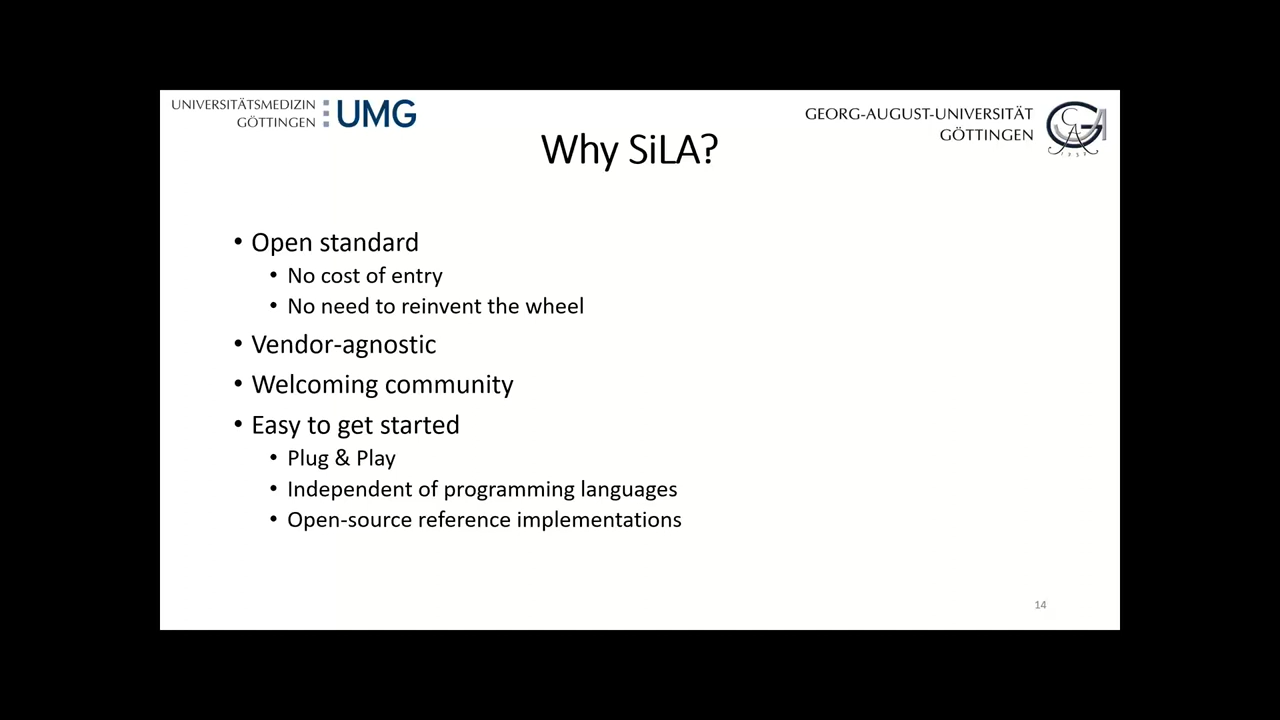 UNIVERSITÄTSMEDIZIN
GÖTTINGEN
UMG
GEORG-AUGUST-UNIVERSITÄT
GÖTTINGEN
Why SiLA?
• Open standard
• No cost of entry
• No need to reinvent the wheel
• Vendor-agnostic
• Welcoming community
• Easy to get started
• Plug & Play
• Independent of programming languages
• Open-source reference implementations
14